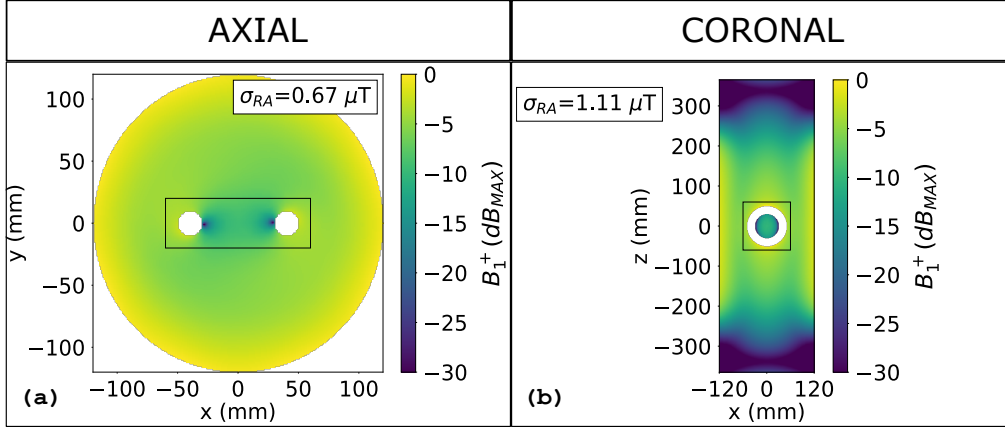 AXIAL
CORONAL
σRA=0.67 μT
σRA=1.11 μT
y (mm)
100
50
0
−50
−100
−100
−50
0
50
100
x (mm)
0
−5
−10
−15
−20
−25
−30
B1+ (dBMAX)
(a)
z (mm)
300
200
100
0
−100
−200
−300
−120
0
120
x (mm)
0
−5
−10
−15
−20
−25
−30
B1+ (dBMAX)
(b)